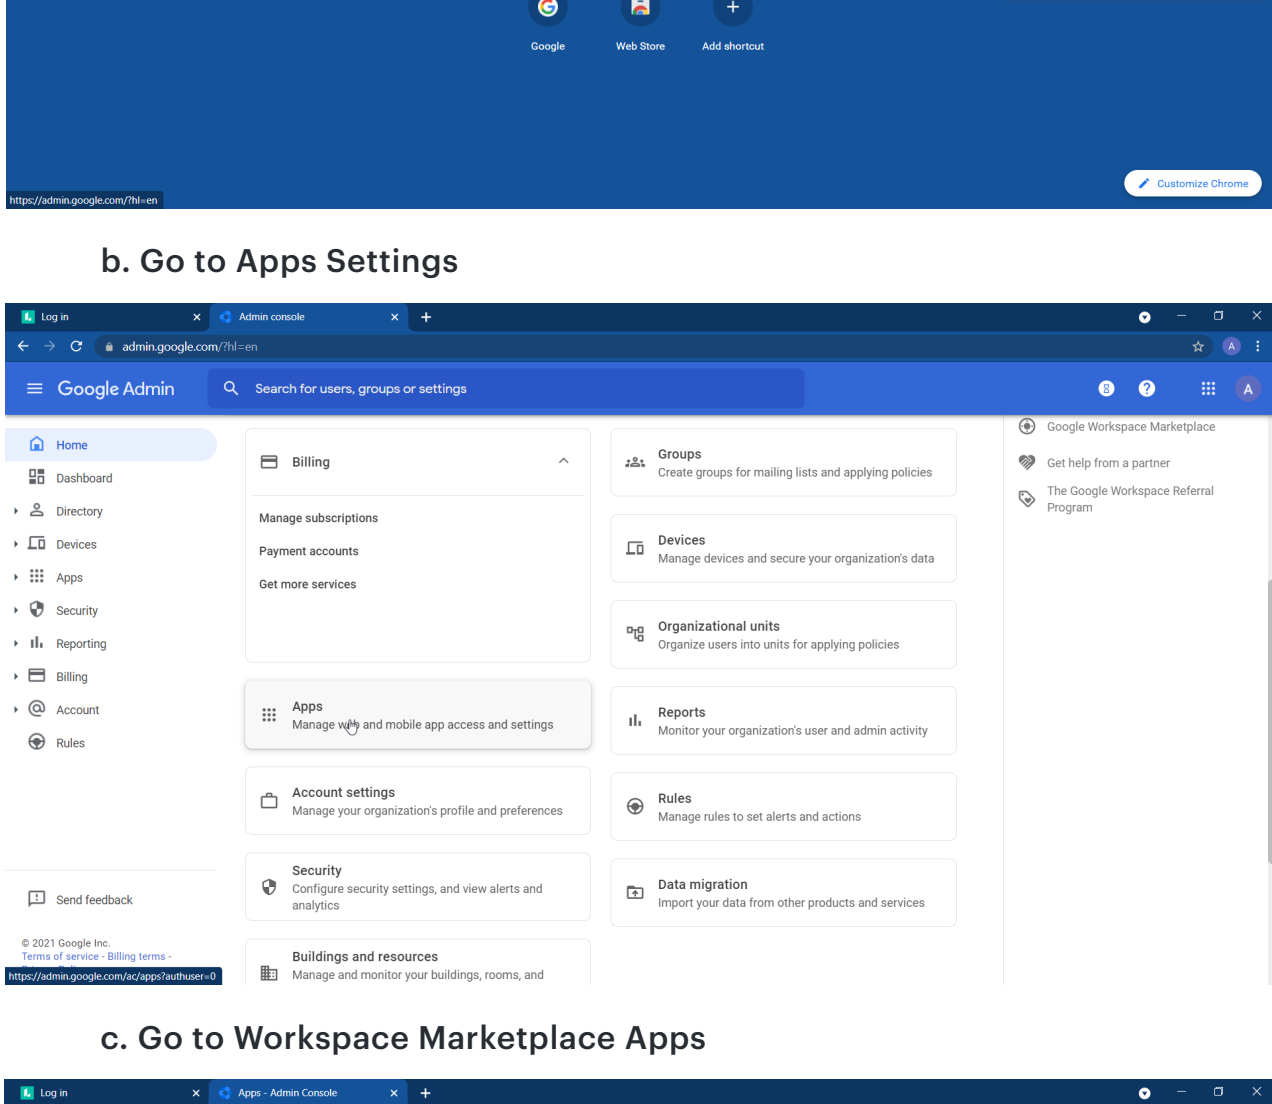 Google
Web Store
Add shortcut
Customize Chrome
https://admin.google.com/?hl=en
b. Go to Apps Settings
Log in
Admin console
admin.google.com/?hl=en
A
Google Admin
Search for users, groups or settings
8
?
A
Home
Dashboard
Directory
Devices
Apps
Security
Reporting
Billing
Account
Rules
Send feedback
© 2021 Google Inc.
Terms of service - Billing terms -
https://admin.google.com/ac/apps?authuser=0
Billing
Manage subscriptions
Payment accounts
Get more services
Apps
Manage web and mobile app access and settings
Account settings
Manage your organization's profile and preferences
Security
Configure security settings, and view alerts and
analytics
Buildings and resources
Manage and monitor your buildings, rooms, and
Groups
Create groups for mailing lists and applying policies
Devices
Manage devices and secure your organization's data
Organizational units
Organize users into units for applying policies
Reports
Monitor your organization's user and admin activity
Rules
Manage rules to set alerts and actions
Data migration
Import your data from other products and services
Google Workspace Marketplace
Get help from a partner
The Google Workspace Referral
Program
c. Go to Workspace Marketplace Apps
Log in
Apps - Admin Console